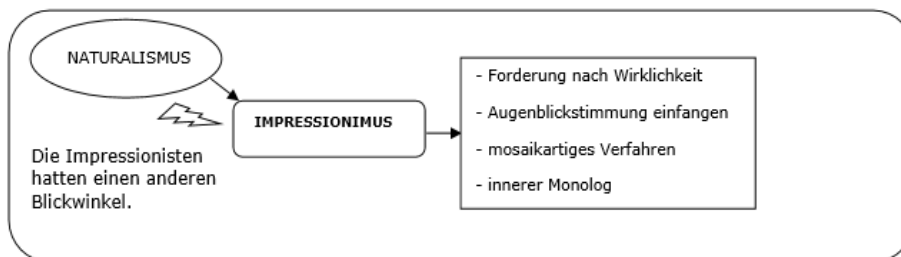 NATURALISMUS
IMPRESSIONIMUS
Die Impressionisten
hatten einen anderen
Blickwinkel.
- Forderung nach Wirklichkeit
- Augenblickstimmung einfangen
- mosaikartiges Verfahren
- innerer Monolog